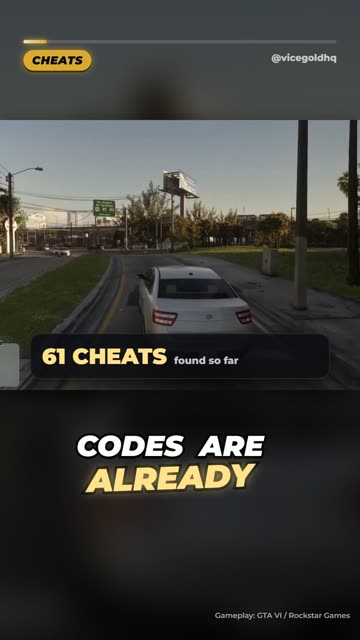 CHEATS
@vicegoldhq
61 CHEATS found so far
CODES ARE
ALREADY
Gameplay: GTA VI / Rockstar Games